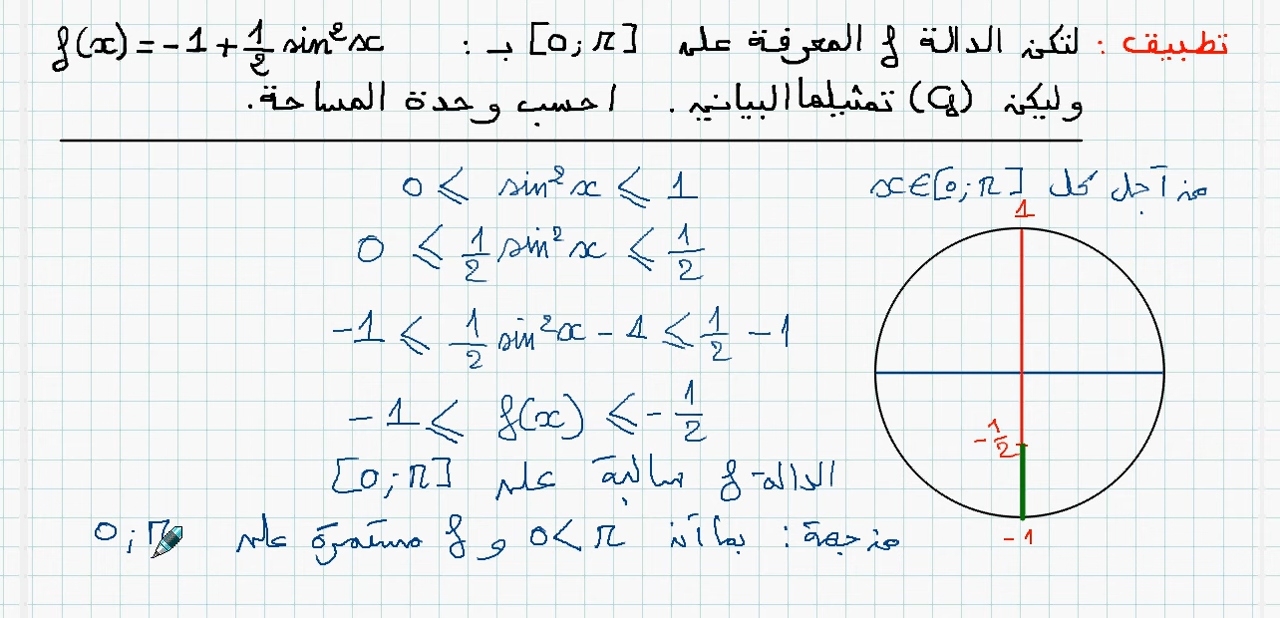 تطبيق : لتكن الدالة f المعرفة على [0;π] بـ : f(x) = -1 + 1/2 sin²x
وليكن (Cf) تمثيلها البياني. احسب وحدة المساحة.
من أجل كل x∈[0;π] 0 ⩽ sin²x ⩽ 1
1
0 ⩽ 1/2 sin²x ⩽ 1/2
-1 ⩽ 1/2 sin²x - 1 ⩽ 1/2 - 1
-1 ⩽ f(x) ⩽ -1/2
-1/2
الدالة f سالبة على [0;π]
من جهة : بما أن 0<π و f مستمرة على 0;π
-1